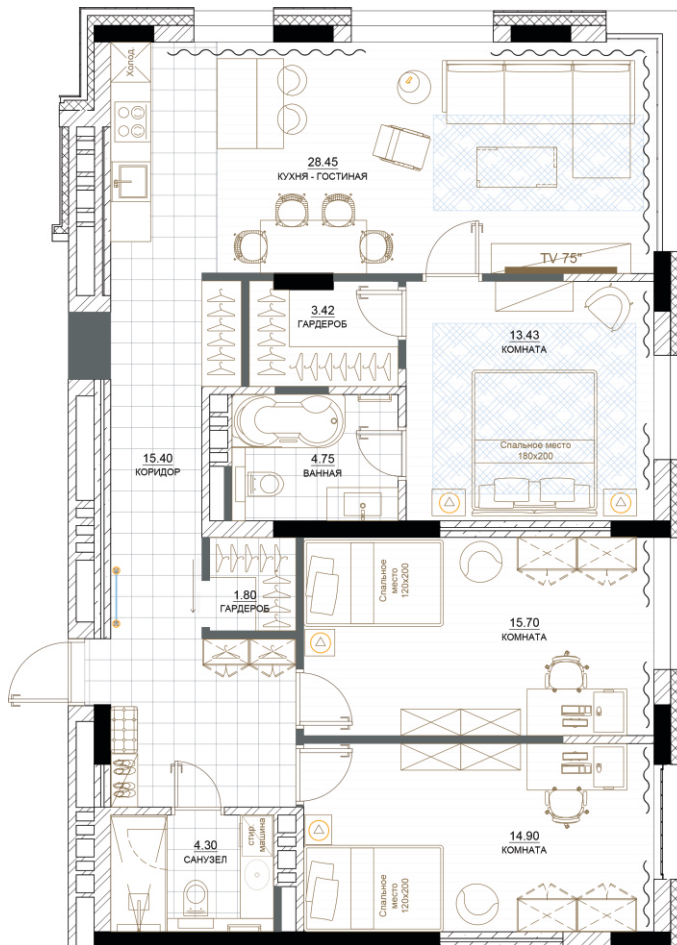 Холод.
28.45
КУХНЯ - ГОСТИНАЯ
TV 75"
3.42
ГАРДЕРОБ
13.43
КОМНАТА
Спальное место
180x200
15.40
КОРИДОР
4.75
ВАННАЯ
1.80
ГАРДЕРОБ
Спальное
место
120x200
15.70
КОМНАТА
4.30
САНУЗЕЛ
стир.
машина
14.90
КОМНАТА
Спальное
место
120x200